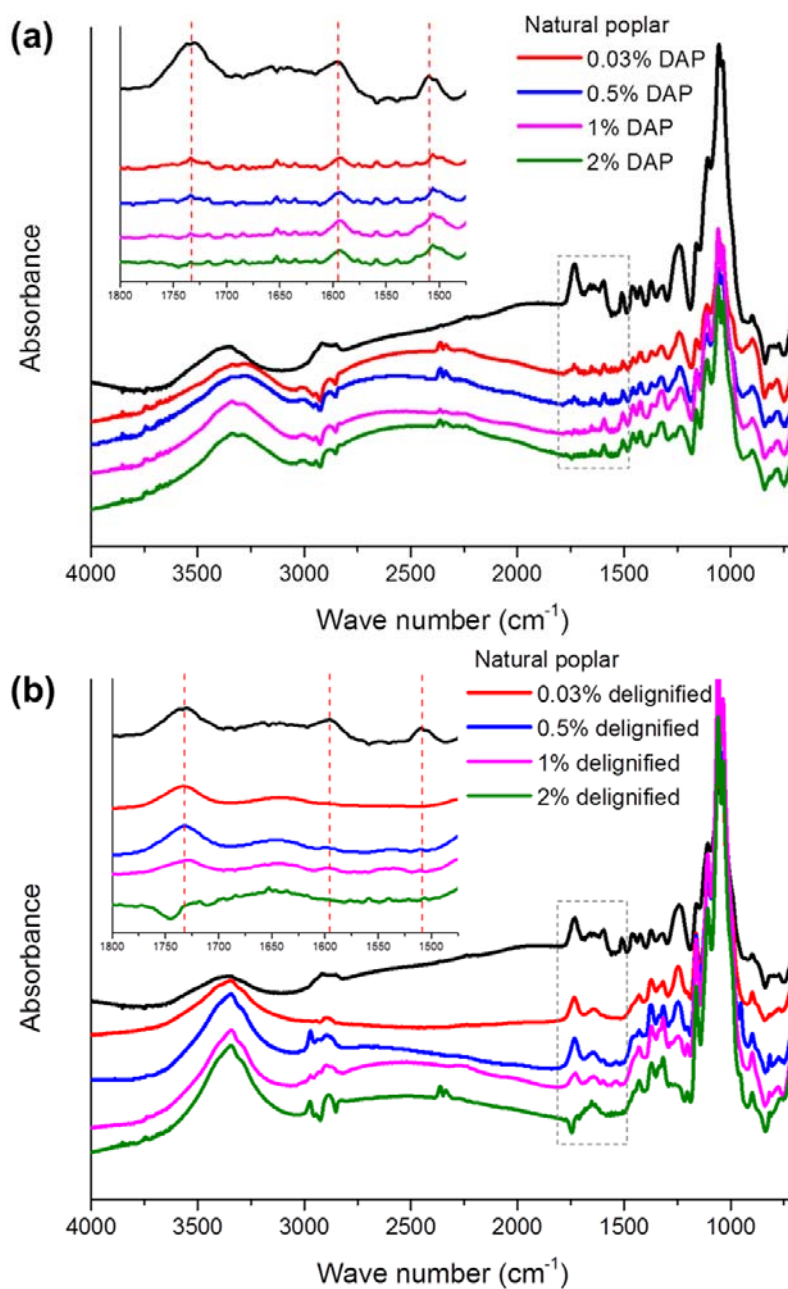 (a)
Natural poplar
0.03% DAP
0.5% DAP
1% DAP
2% DAP
1800 1750 1700 1650 1600 1550 1500
Absorbance
4000 3500 3000 2500 2000 1500 1000
Wave number (cm⁻¹)
(b)
Natural poplar
0.03% delignified
0.5% delignified
1% delignified
2% delignified
1800 1750 1700 1650 1600 1550 1500
Absorbance
4000 3500 3000 2500 2000 1500 1000
Wave number (cm⁻¹)